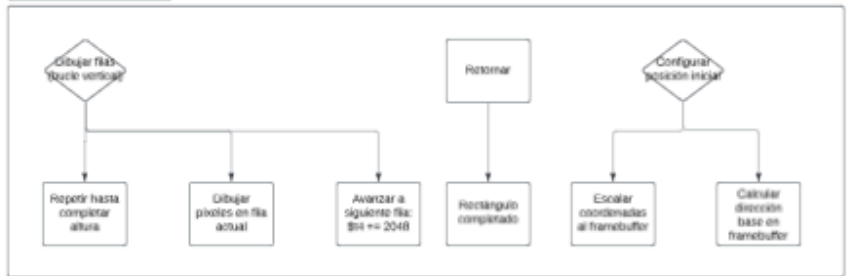 Dibujar filas
(bucle vertical)
Retornar
Configurar
posición inicial
Repetir hasta
completar
altura
Dibujar
píxeles en fila
actual
Avanzar a
siguiente fila:
$t4 += 2048
Rectángulo
completado
Escalar
coordenadas
al framebuffer
Calcular
dirección
base en
framebuffer